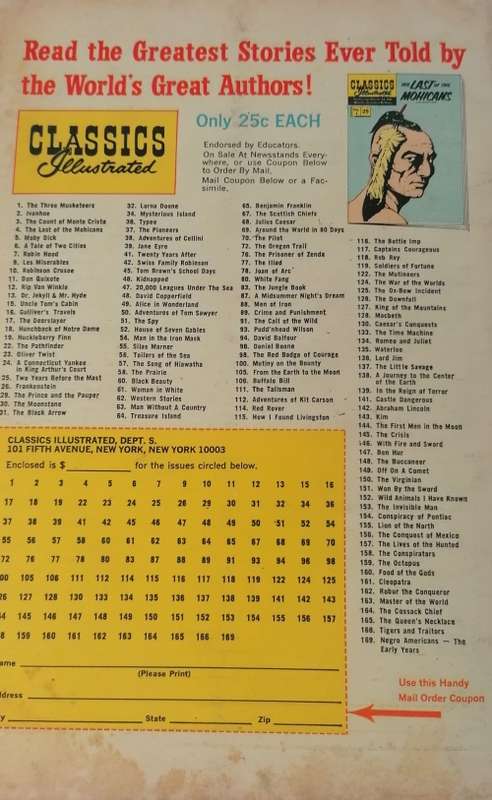 Read the Greatest Stories Ever Told by
the World's Great Authors!
CLASSICS
Illustrated
Only 25c EACH
Endorsed by Educators.
On Sale At Newsstands Every-
where, or use Coupon Below
to Order By Mail.
Mail Coupon Below or a Fac-
simile.
CLASSICS
Illustrated
THE LAST OF THE
MOHICANS
1. The Three Musketeers
2. Ivanhoe
3. The Count of Monte Cristo
4. The Last of the Mohicans
5. Moby Dick
6. A Tale of Two Cities
7. Robin Hood
9. Les Miserables
10. Robinson Crusoe
11. Don Quixote
12. Rip Van Winkle
13. Dr. Jekyll & Mr. Hyde
15. Uncle Tom's Cabin
16. Gulliver's Travels
17. The Deerslayer
18. Hunchback of Notre Dame
19. Huckleberry Finn
22. The Pathfinder
23. Oliver Twist
24. A Connecticut Yankee
in King Arthur's Court
25. Two Years Before the Mast
26. Frankenstein
29. The Prince and the Pauper
30. The Moonstone
31. The Black Arrow
32. Lorna Doone
34. Mysterious Island
36. Typee
37. The Pioneers
38. Adventures of Cellini
39. Jane Eyre
41. Twenty Years After
42. Swiss Family Robinson
45. Tom Brown's School Days
46. Kidnapped
47. 20,000 Leagues Under the Sea
48. David Copperfield
49. Alice in Wonderland
50. Adventures of Tom Sawyer
51. The Spy
52. House of Seven Gables
54. Man in the Iron Mask
55. Silas Marner
56. Toilers of the Sea
57. The Song of Hiawatha
58. The Prairie
60. Black Beauty
61. Woman in White
62. Western Stories
63. Man Without A Country
64. Treasure Island
65. Benjamin Franklin
67. The Scottish Chiefs
68. Julius Caesar
69. Around the World in 80 Days
70. The Pilot
72. The Oregon Trail
76. The Prisoner of Zenda
77. The Iliad
78. Joan of Arc
80. White Fang
83. The Jungle Book
87. A Midsummer Night's Dream
88. Men of Iron
89. Crime and Punishment
91. The Call of the Wild
93. Pudd'nhead Wilson
94. David Balfour
96. Daniel Boone
98. The Red Badge of Courage
100. Mutiny on the Bounty
105. From the Earth to the Moon
106. Buffalo Bill
111. The Talisman
112. Adventures of Kit Carson
114. Red Rover
115. How I Found Livingston
116. The Bottle Imp
117. Captains Courageous
118. Rob Roy
119. Soldiers of Fortune
122. The Mutineers
124. The War of the Worlds
125. The Ox-Bow Incident
126. The Downfall
127. King of the Mountains
128. Macbeth
130. Caesar's Conquests
133. The Time Machine
134. Romeo and Juliet
135. Waterloo
136. Lord Jim
137. The Little Savage
138. A Journey to the Center
of the Earth
139. In the Reign of Terror
141. Castle Dangerous
142. Abraham Lincoln
143. Kim
144. The First Men in the Moon
145. The Crisis
146. With Fire and Sword
147. Ben Hur
148. The Buccaneer
149. Off On A Comet
150. The Virginian
151. Won By the Sword
152. Wild Animals I Have Known
153. The Invisible Man
154. Conspiracy of Pontiac
155. Lion of the North
156. The Conquest of Mexico
157. The Lives of the Hunted
158. The Conspirators
159. The Octopus
160. Food of the Gods
161. Cleopatra
162. Robur the Conqueror
163. Master of the World
164. The Cossack Chief
165. The Queen's Necklace
166. Tigers and Traitors
169. Negro Americans — The
Early Years
CLASSICS ILLUSTRATED, DEPT. S.
101 FIFTH AVENUE, NEW YORK, NEW YORK 10003
Enclosed is $ for the issues circled below.
1 2 3 4 5 6 7 9 10 11 12 13 15 16
17 18 19 22 23 24 25 26 29 30 31 32 34 36
37 38 39 41 42 45 46 47 48 49 50 51 52 54
55 56 57 58 60 61 62 63 64 65 67 68 69 70
72 76 77 78 80 83 87 88 89 91 93 94 96 98
00 105 106 111 112 114 115 116 117 118 119 122 124 125
26 127 128 130 133 134 135 136 137 138 139 141 142 143
44 145 146 147 148 149 150 151 152 153 154 155 156 157
8 159 160 161 162 163 164 165 166 169
ame
(Please Print)
ddress
y State Zip
Use this Handy
Mail Order Coupon